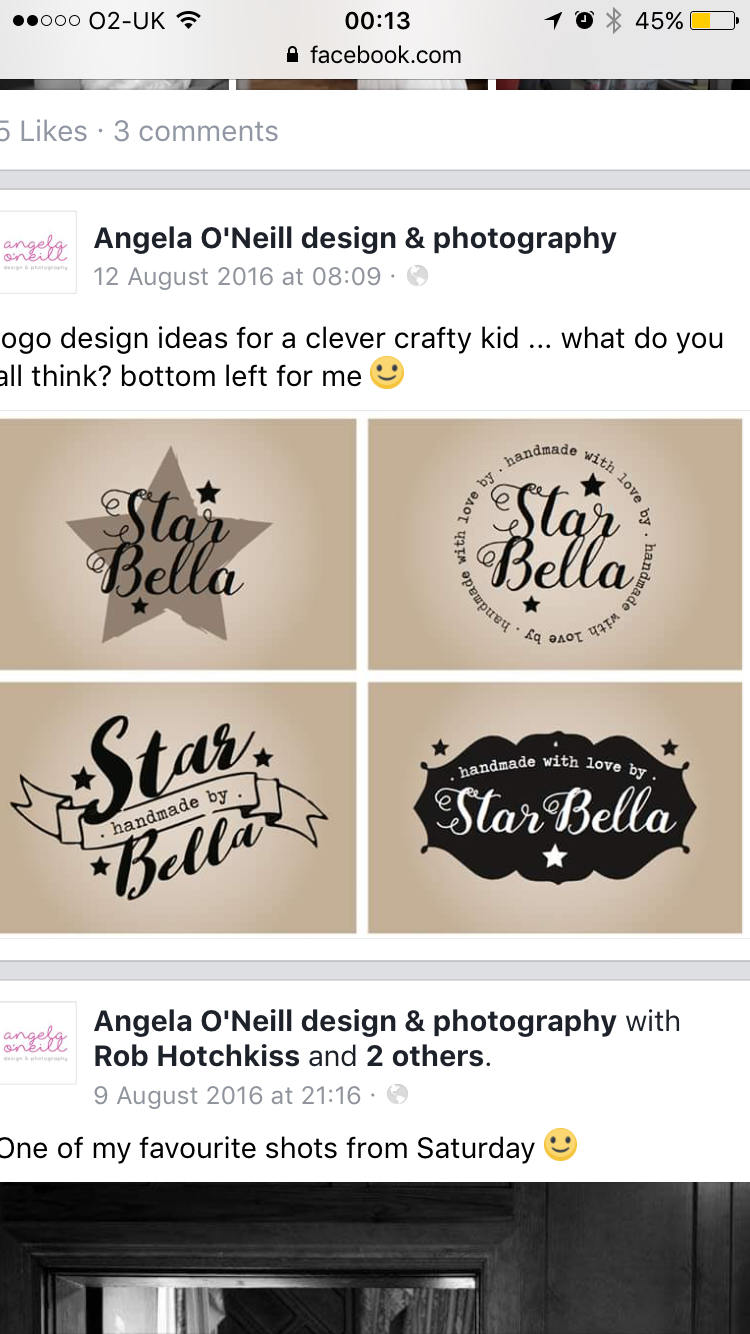 O2-UK 00:13 45%
facebook.com
5 Likes · 3 comments
angela
oneill
design & photography
Angela O'Neill design & photography
12 August 2016 at 08:09 ·
ogo design ideas for a clever crafty kid ... what do you
all think? bottom left for me
Star
Bella
handmade with love by · handmade with love by · handmade with love by ·
Star
Bella
Star
· handmade by ·
Bella
· handmade with love by ·
Star Bella
angela
oneill
design & photography
Angela O'Neill design & photography with
Rob Hotchkiss and 2 others.
9 August 2016 at 21:16 ·
One of my favourite shots from Saturday